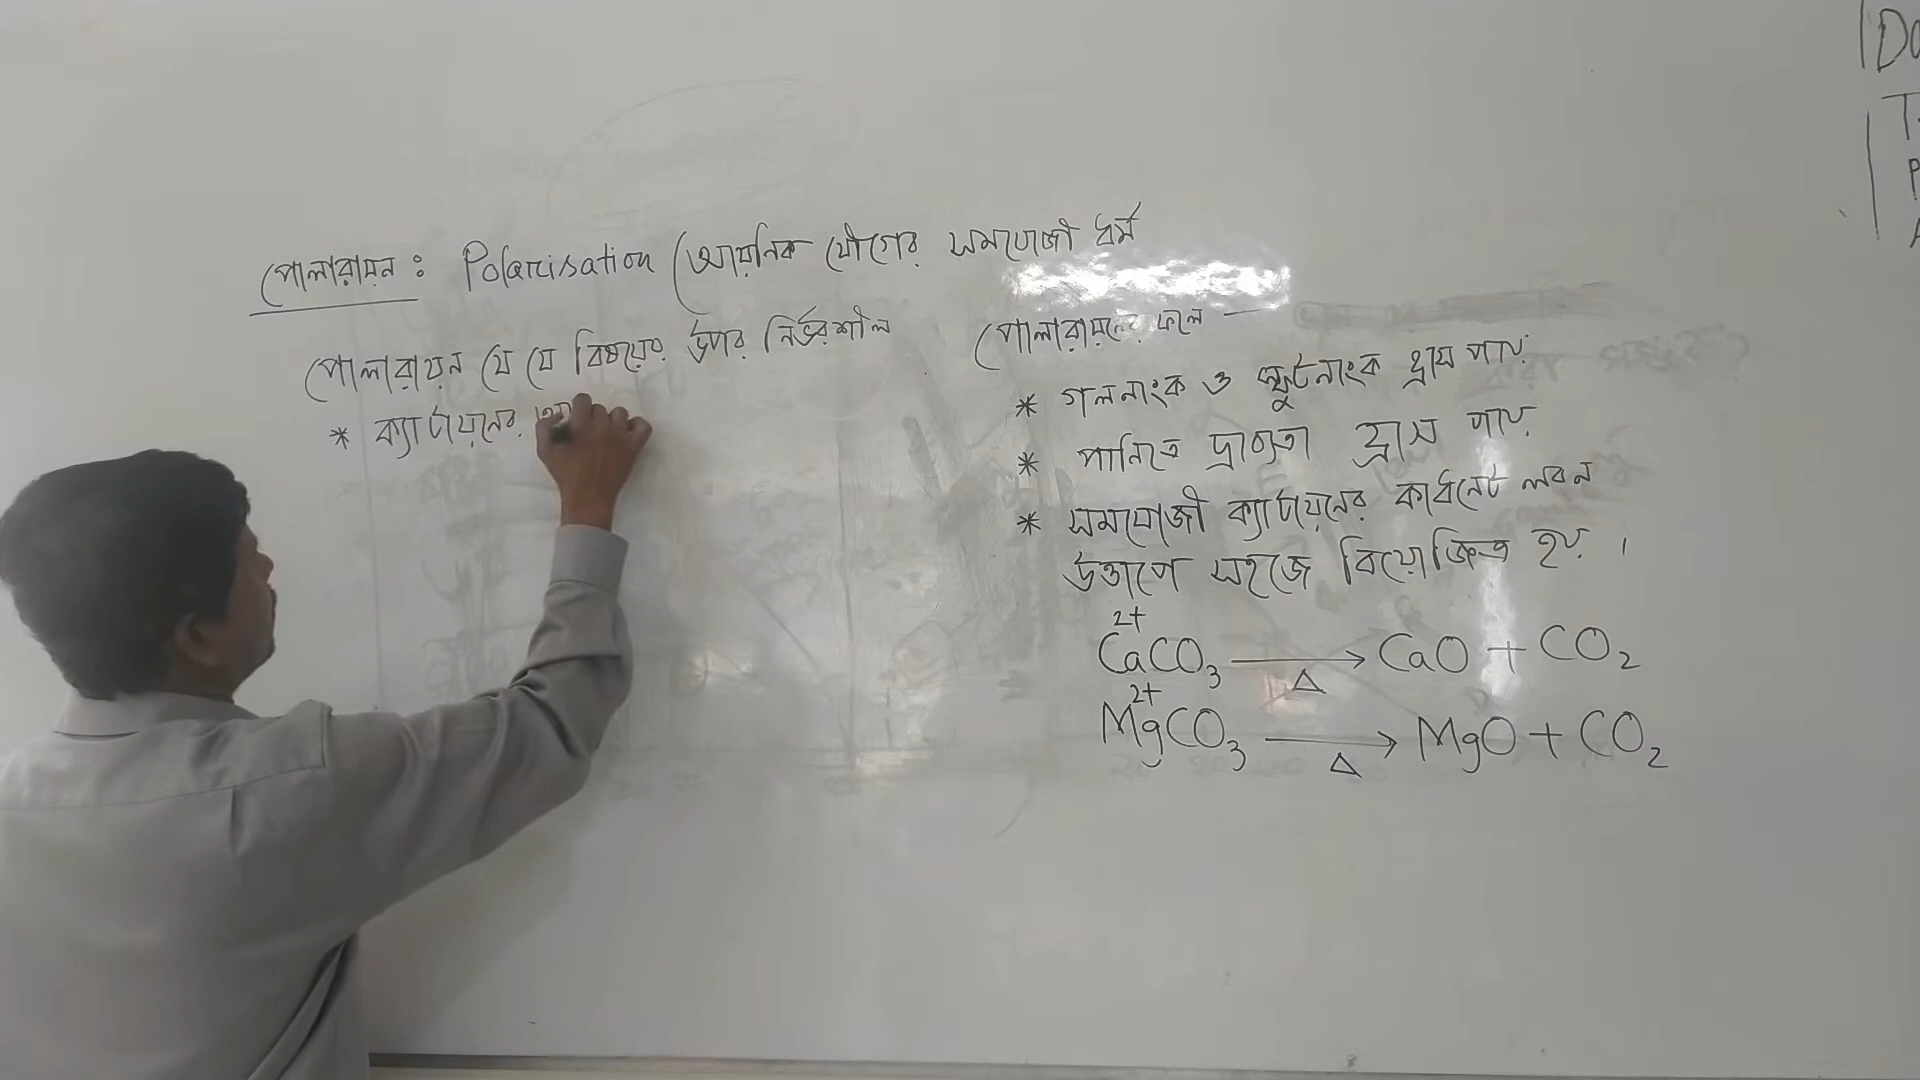 পোলারায়ন : Polarisation (আয়নিক যৌগের সমযোজী ধর্ম
পোলারায়ন যে যে বিষয়ের উপর নির্ভরশীল
* ক্যাটায়নের
পোলারায়নের ফলে —
* গলনাংক ও স্ফুটনাংক হ্রাস পায়
* পানিতে দ্রাব্যতা হ্রাস পায়
* সমযোজী ক্যাটায়নের কার্বনেট লবন
উত্তাপে সহজে বিয়োজিত হয় ।
2+
CaCO₃ ⟶ CaO + CO₂
Δ
2+
MgCO₃ ⟶ MgO + CO₂
Δ